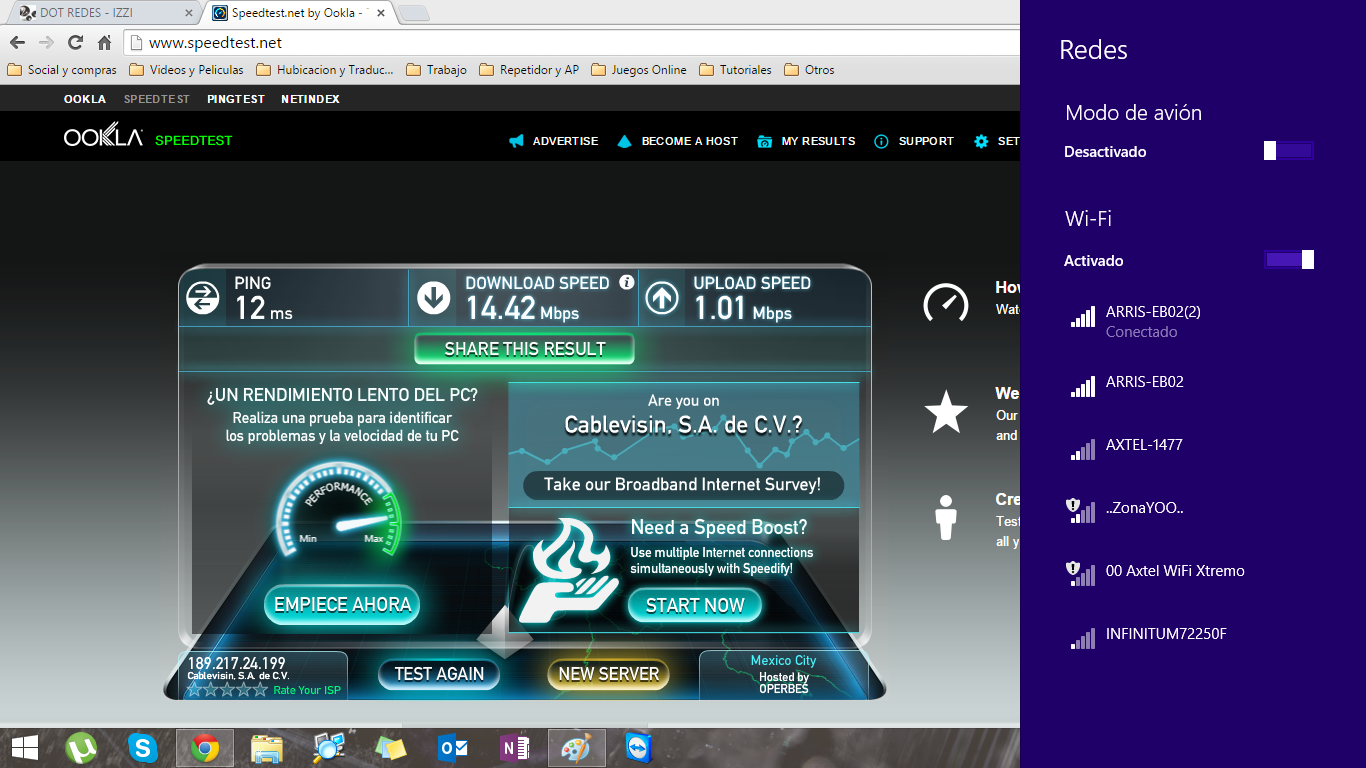 DOT REDES - IZZI
Speedtest.net by Ookla -
www.speedtest.net
Social y compras
Videos y Peliculas
Hubicacion y Traduc...
Trabajo
Repetidor y AP
Juegos Online
Tutoriales
Otros
OOKLA SPEEDTEST PINGTEST NETINDEX
OOKLA SPEEDTEST
ADVERTISE
BECOME A HOST
MY RESULTS
SUPPORT
SET
PING
12 ms
DOWNLOAD SPEED
14.42 Mbps
UPLOAD SPEED
1.01 Mbps
SHARE THIS RESULT
¿UN RENDIMIENTO LENTO DEL PC?
Realiza una prueba para identificar
los problemas y la velocidad de tu PC
PERFORMANCE
Min
Max
EMPIECE AHORA
Are you on
Cablevisin, S.A. de C.V.?
Take our Broadband Internet Survey!
Need a Speed Boost?
Use multiple Internet connections
simultaneously with Speedify!
START NOW
189.217.24.199
Cablevisin, S.A. de C.V.
Rate Your ISP
TEST AGAIN
NEW SERVER
Mexico City
Hosted by
OPERBES
How
Wat
We
Our
and
Cre
Test
all y
Redes
Modo de avión
Desactivado
Wi-Fi
Activado
ARRIS-EB02(2)
Conectado
ARRIS-EB02
AXTEL-1477
..ZonaYOO..
00 Axtel WiFi Xtremo
INFINITUM72250F